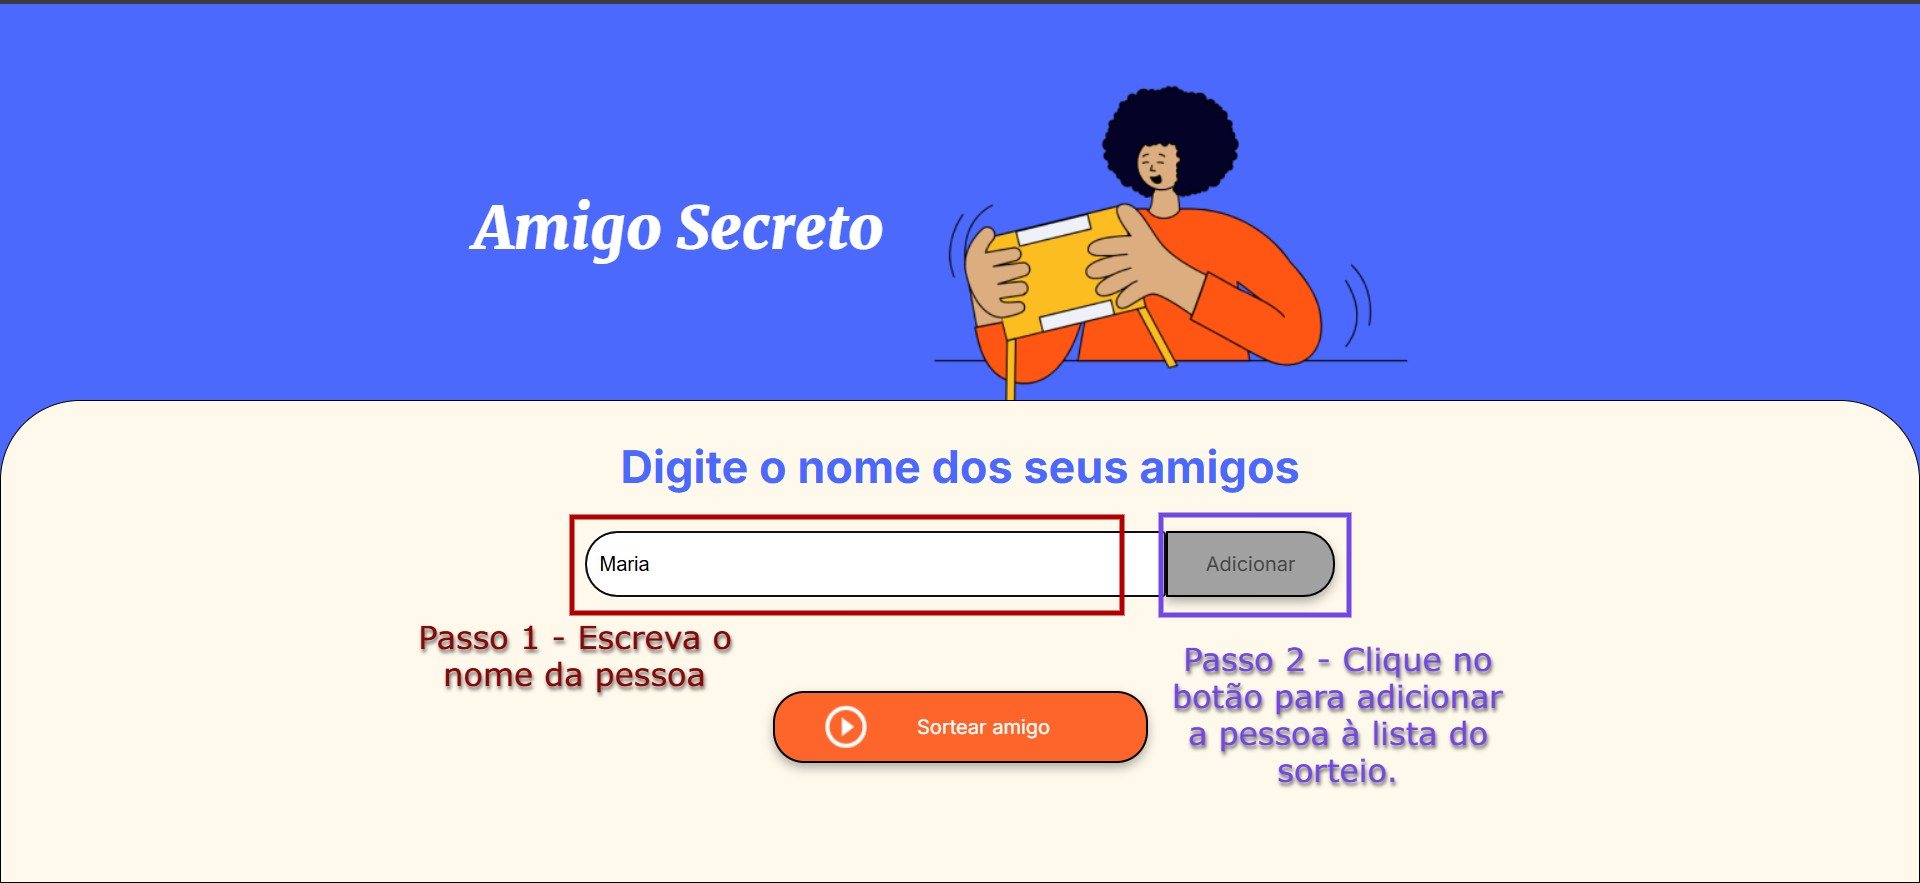 Amigo Secreto
Digite o nome dos seus amigos
Maria
Adicionar
Passo 1 - Escreva o
nome da pessoa
Passo 2 - Clique no
botão para adicionar
a pessoa à lista do
sorteio.
Sortear amigo